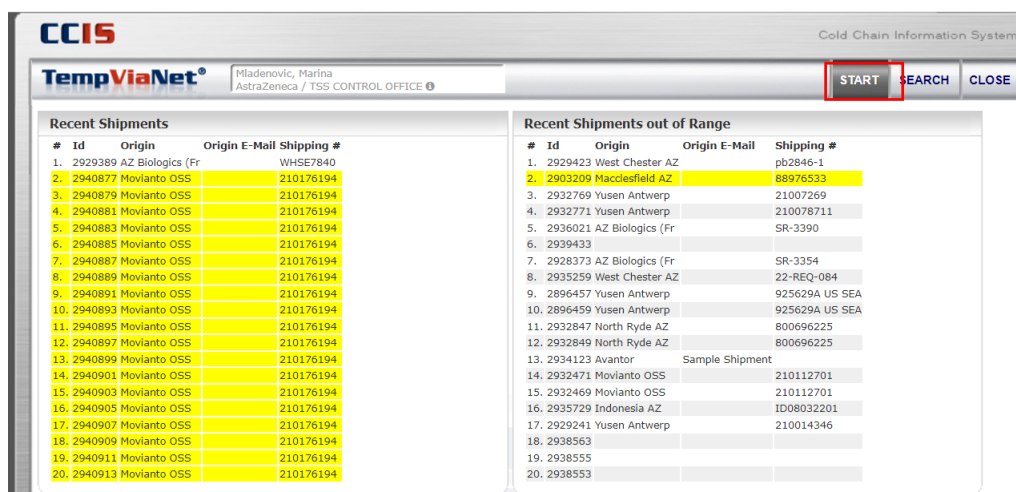 CCIS
Cold Chain Information System
TempViaNet®
Mladenovic, Marina
AstraZeneca / TSS CONTROL OFFICE
START SEARCH CLOSE
Recent Shipments
# Id Origin Origin E-Mail Shipping #
1. 2929389 AZ Biologics (Fr WHSE7840
2. 2940877 Movianto OSS 210176194
3. 2940879 Movianto OSS 210176194
4. 2940881 Movianto OSS 210176194
5. 2940883 Movianto OSS 210176194
6. 2940885 Movianto OSS 210176194
7. 2940887 Movianto OSS 210176194
8. 2940889 Movianto OSS 210176194
9. 2940891 Movianto OSS 210176194
10. 2940893 Movianto OSS 210176194
11. 2940895 Movianto OSS 210176194
12. 2940897 Movianto OSS 210176194
13. 2940899 Movianto OSS 210176194
14. 2940901 Movianto OSS 210176194
15. 2940903 Movianto OSS 210176194
16. 2940905 Movianto OSS 210176194
17. 2940907 Movianto OSS 210176194
18. 2940909 Movianto OSS 210176194
19. 2940911 Movianto OSS 210176194
20. 2940913 Movianto OSS 210176194
Recent Shipments out of Range
# Id Origin Origin E-Mail Shipping #
1. 2929423 West Chester AZ pb2846-1
2. 2903209 Macclesfield AZ 88976533
3. 2932769 Yusen Antwerp 21007269
4. 2932771 Yusen Antwerp 210078711
5. 2936021 AZ Biologics (Fr SR-3390
6. 2939433
7. 2928373 AZ Biologics (Fr SR-3354
8. 2935259 West Chester AZ 22-REQ-084
9. 2896457 Yusen Antwerp 925629A US SEA
10. 2896459 Yusen Antwerp 925629A US SEA
11. 2932847 North Ryde AZ 800696225
12. 2932849 North Ryde AZ 800696225
13. 2934123 Avantor Sample Shipment
14. 2932471 Movianto OSS 210112701
15. 2932469 Movianto OSS 210112701
16. 2935729 Indonesia AZ ID08032201
17. 2929241 Yusen Antwerp 210014346
18. 2938563
19. 2938555
20. 2938553